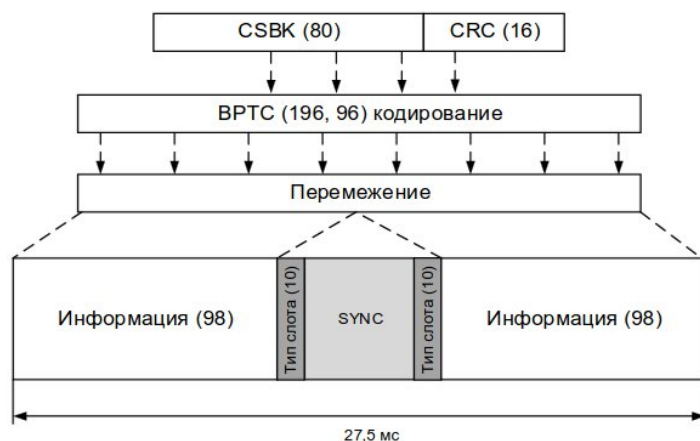 CSBK (80) CRC (16)
BPTC (196, 96) кодирование
Перемежение
Информация (98) Тип слота (10) SYNC Тип слота (10) Информация (98)
27,5 мс